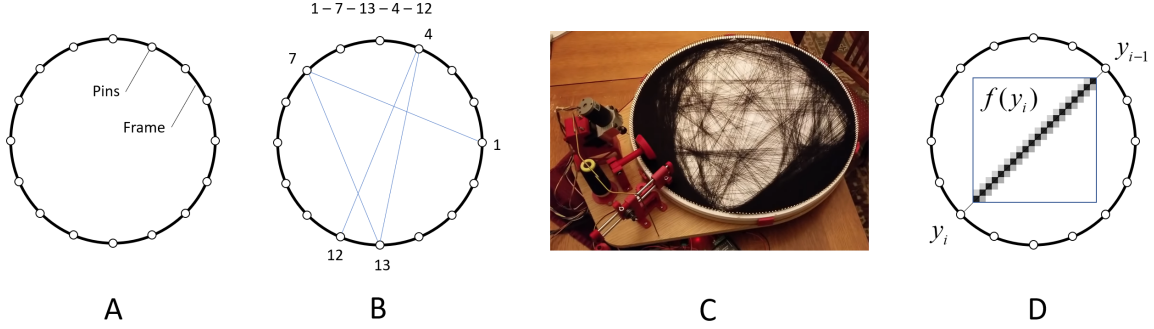 Pins
Frame
A
1 – 7 – 13 – 4 – 12
7
4
1
12
13
B
C
y_{i−1}
f(y_i)
y_i
D